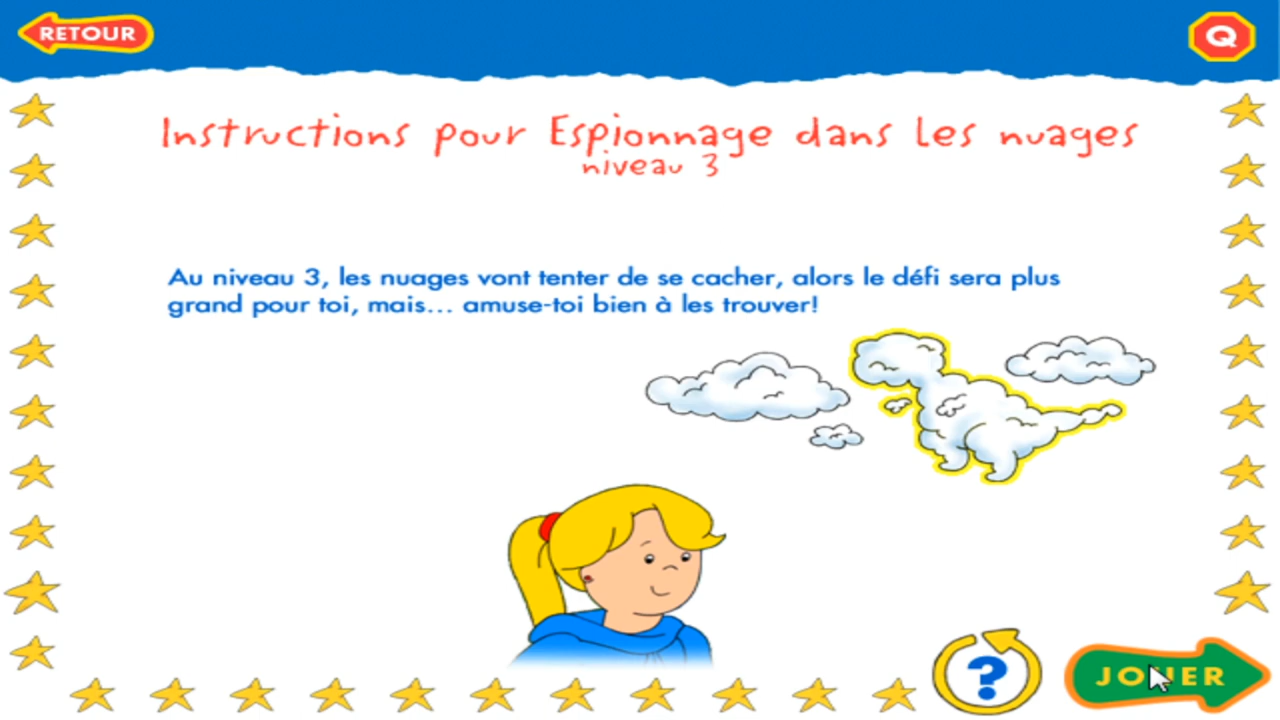 RETOUR
Q
Instructions pour Espionnage dans les nuages
niveau 3
Au niveau 3, les nuages vont tenter de se cacher, alors le défi sera plus
grand pour toi, mais... amuse-toi bien à les trouver!
?
JOUER